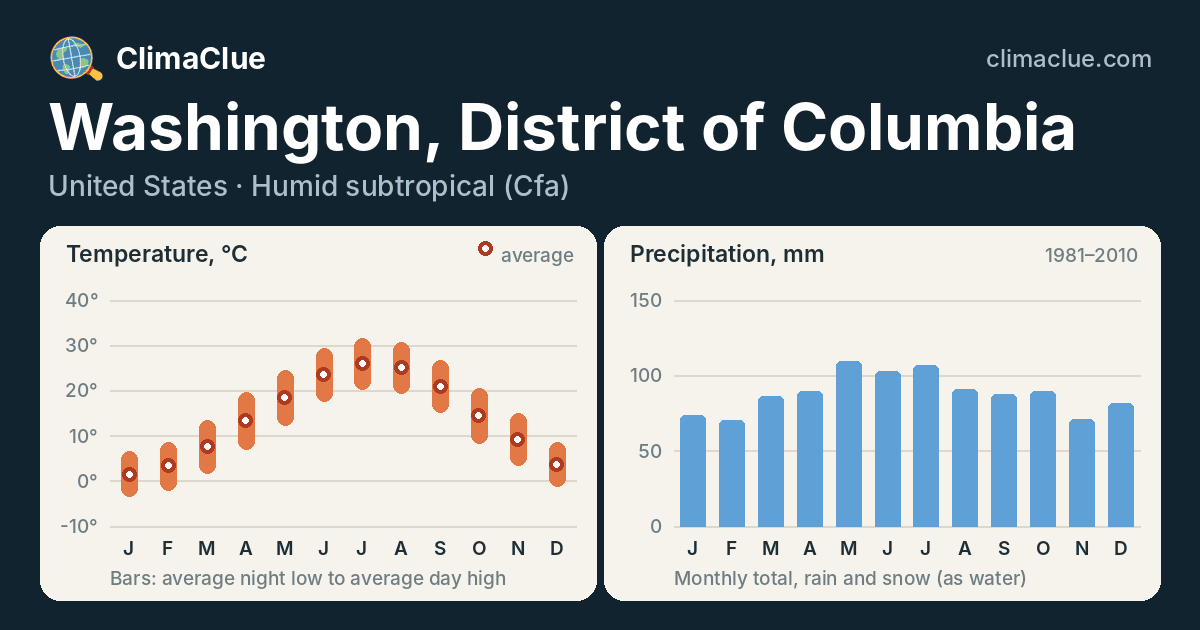 ClimaClue
climaclue.com
Washington, District of Columbia
United States · Humid subtropical (Cfa)
Temperature, °C
average
40°
30°
20°
10°
0°
-10°
J F M A M J J A S O N D
Bars: average night low to average day high
Precipitation, mm
1981–2010
150
100
50
0
J F M A M J J A S O N D
Monthly total, rain and snow (as water)